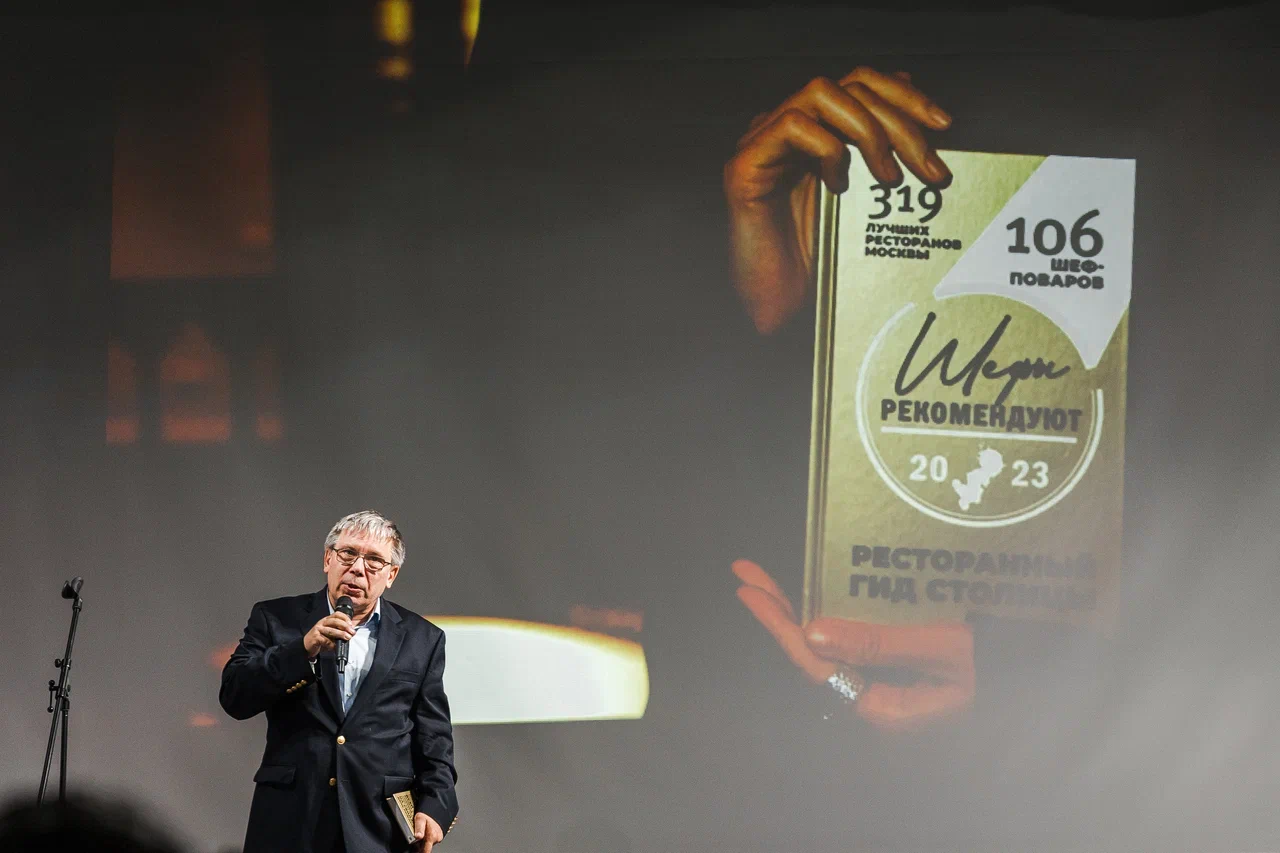 319
ЛУЧШИХ
РЕСТОРАНОВ
МОСКВЫ
106
ШЕФ-
ПОВАРОВ
Шефы
РЕКОМЕНДУЮТ
20 23
РЕСТОРАННЫЙ
ГИД СТОЛИЦЫ